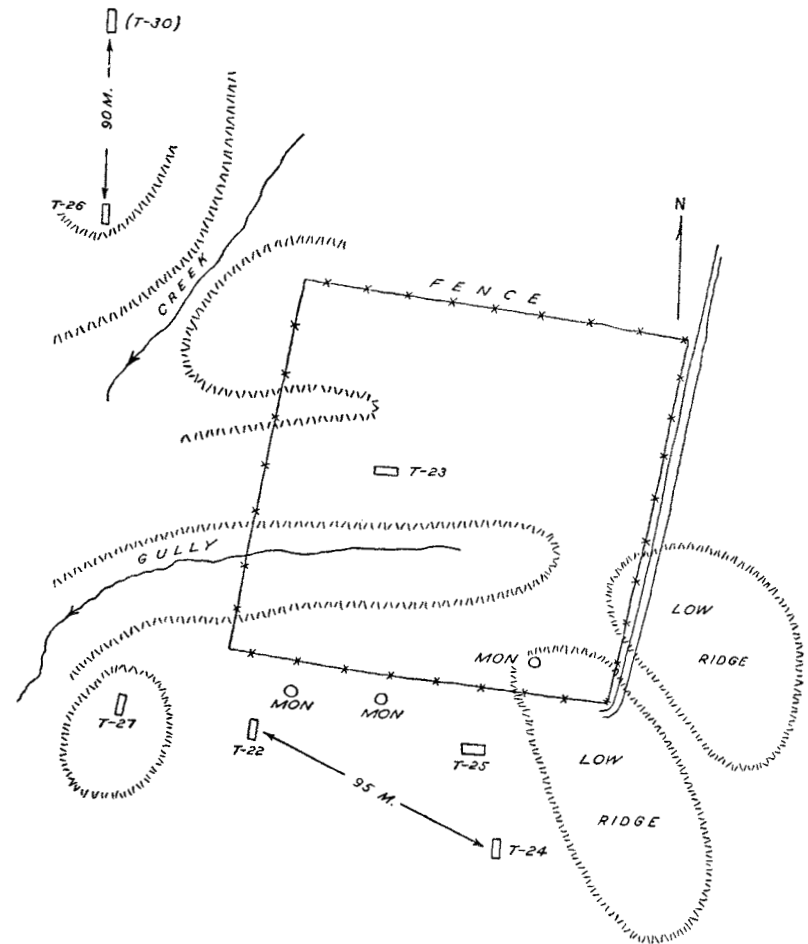 (T-30)
90 M.
T-26
N
CREEK
FENCE
T-23
GULLY
LOW
RIDGE
MON
MON
MON
T-27
T-22
T-25
LOW
95 M.
RIDGE
T-24